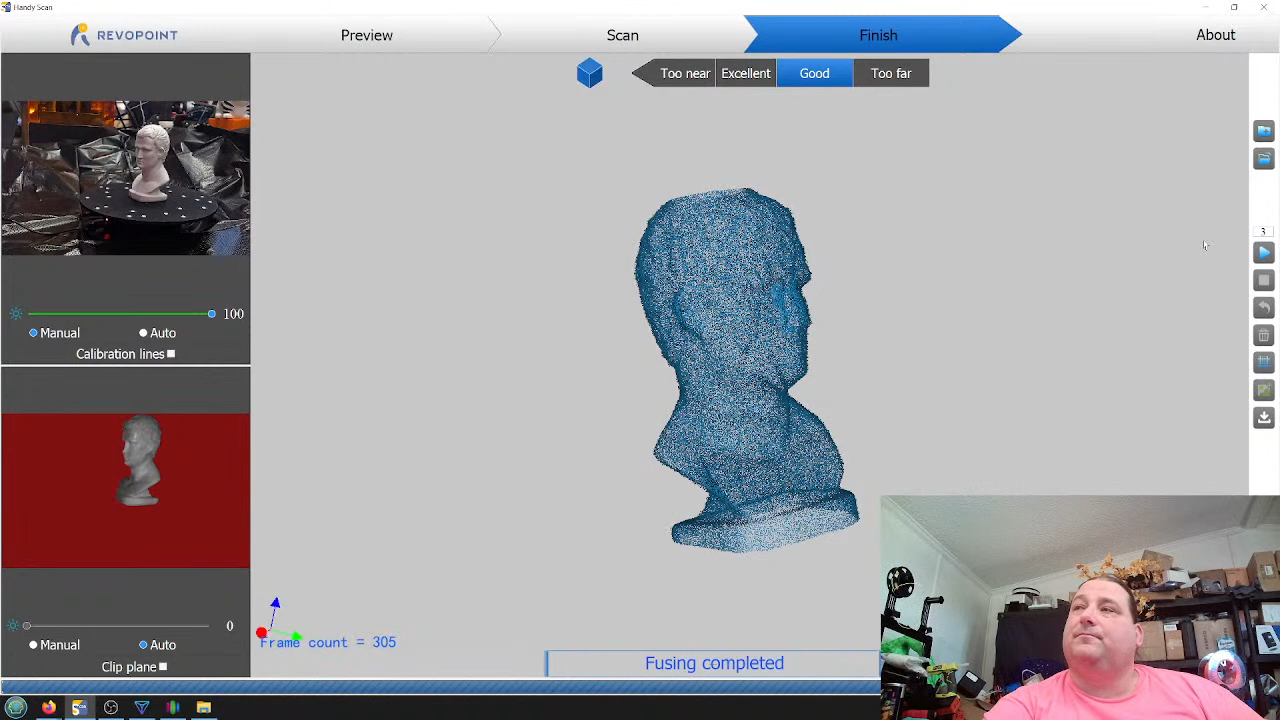 Handy Scan
REVOPOINT
Preview
Scan
Finish
About
Too near
Excellent
Good
Too far
3
100
Manual
Auto
Calibration lines
0
Manual
Auto
Clip plane
Frame count = 305
Fusing completed